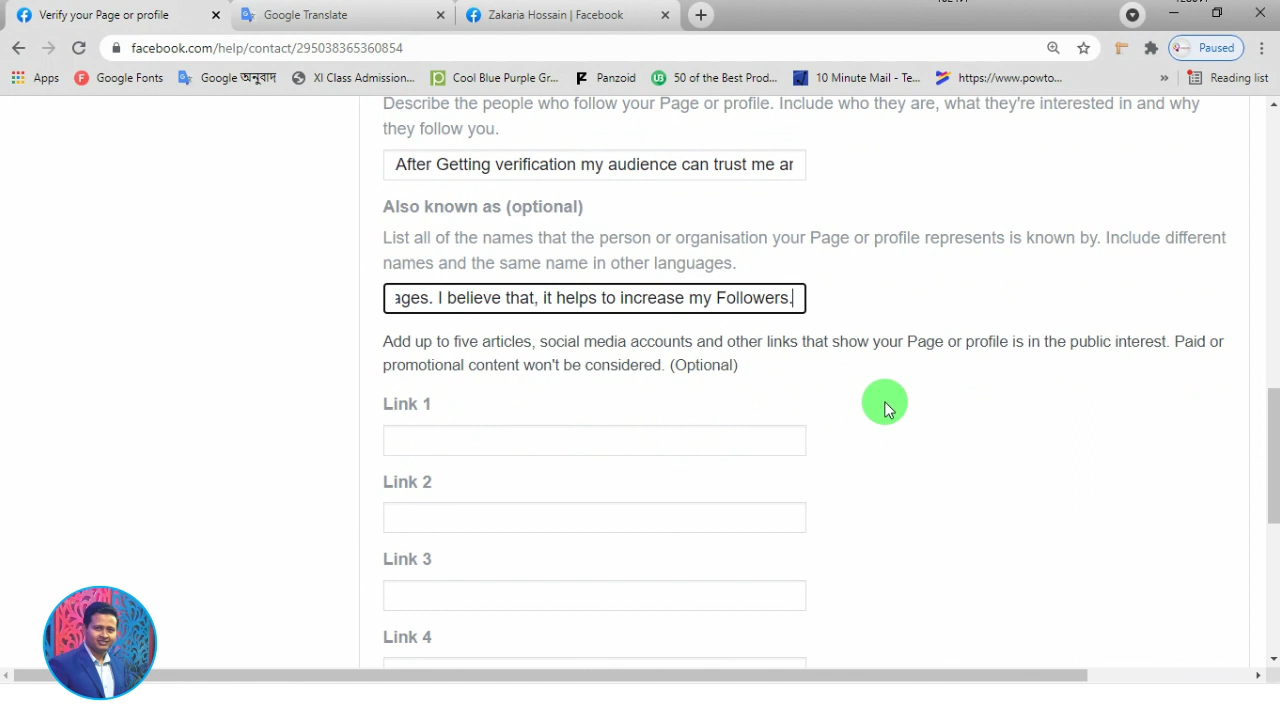 Verify your Page or profile
Google Translate
Zakaria Hossain | Facebook
facebook.com/help/contact/295038365360854
Paused
Apps
Google Fonts
Google অনুবাদ
XI Class Admission...
Cool Blue Purple Gr...
Panzoid
50 of the Best Prod...
10 Minute Mail - Te...
https://www.powto...
Reading list
Describe the people who follow your Page or profile. Include who they are, what they're interested in and why
they follow you.
After Getting verification my audience can trust me ar
Also known as (optional)
List all of the names that the person or organisation your Page or profile represents is known by. Include different
names and the same name in other languages.
ages. I believe that, it helps to increase my Followers.
Add up to five articles, social media accounts and other links that show your Page or profile is in the public interest. Paid or
promotional content won't be considered. (Optional)
Link 1
Link 2
Link 3
Link 4